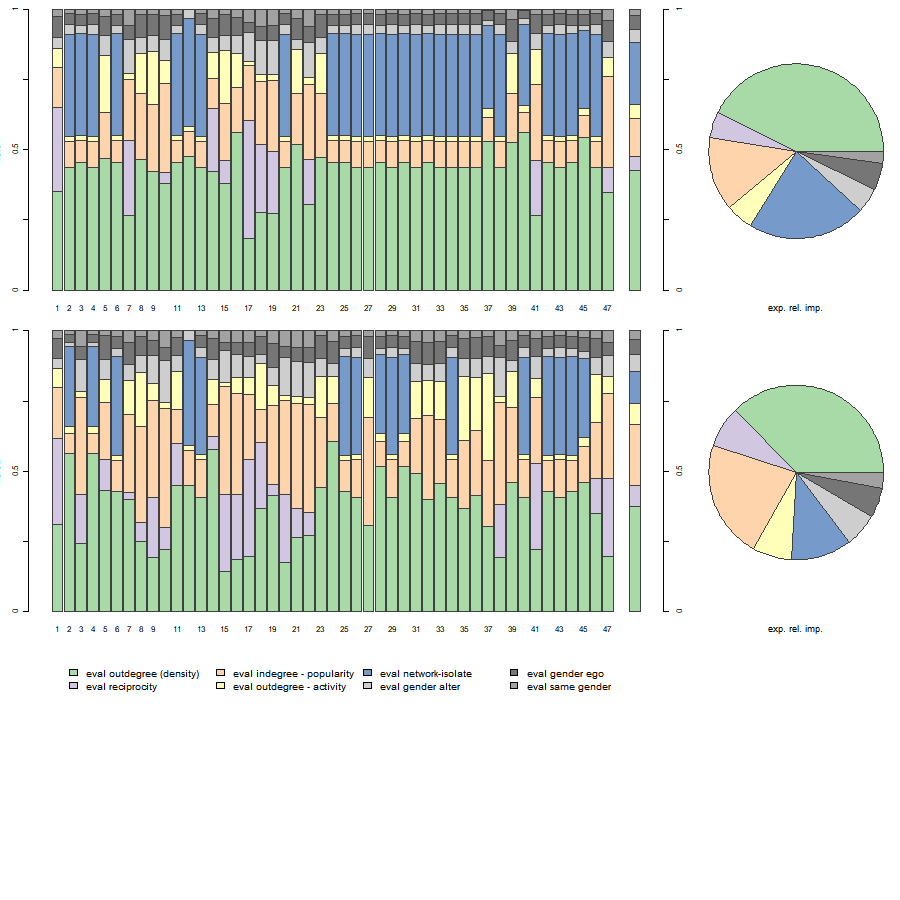 1
0.5
0
1
0.5
0
1 2 3 4 5 6 7 8 9 11 13 15 17 19 21 23 25 27 29 31 33 35 37 39 41 43 45 47
exp. rel. imp.
1
0.5
0
1
0.5
0
1 2 3 4 5 6 7 8 9 11 13 15 17 19 21 23 25 27 29 31 33 35 37 39 41 43 45 47
exp. rel. imp.
eval outdegree (density) eval indegree - popularity eval network-isolate eval gender ego
eval reciprocity eval outdegree - activity eval gender alter eval same gender